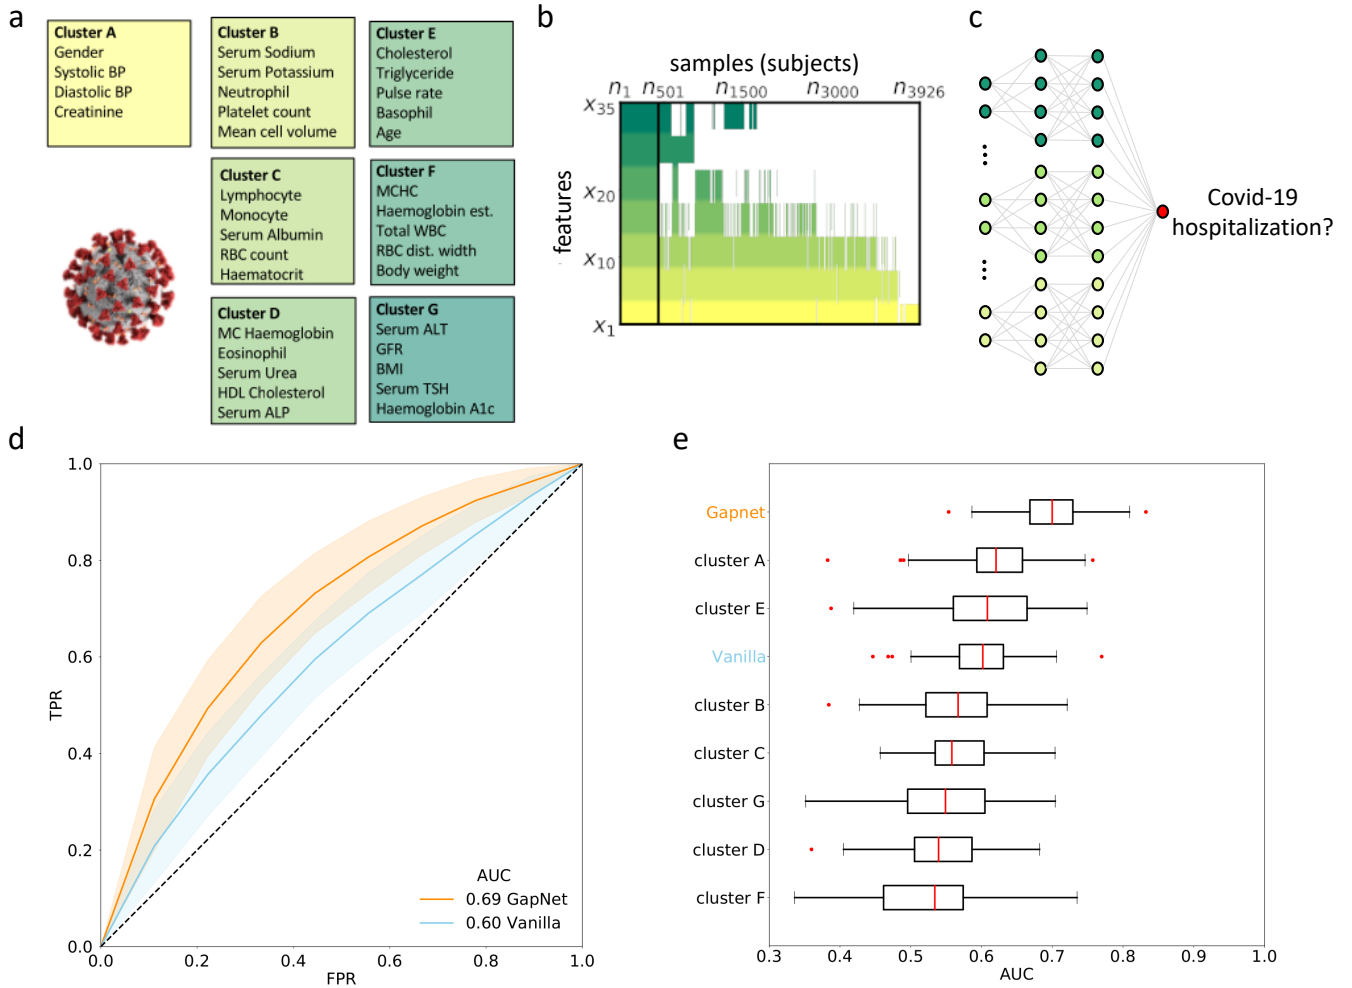 a
Cluster A
Gender
Systolic BP
Diastolic BP
Creatinine
Cluster B
Serum Sodium
Serum Potassium
Neutrophil
Platelet count
Mean cell volume
Cluster E
Cholesterol
Triglyceride
Pulse rate
Basophil
Age
Cluster C
Lymphocyte
Monocyte
Serum Albumin
RBC count
Haematocrit
Cluster F
MCHC
Haemoglobin est.
Total WBC
RBC dist. width
Body weight
Cluster D
MC Haemoglobin
Eosinophil
Serum Urea
HDL Cholesterol
Serum ALP
Cluster G
Serum ALT
GFR
BMI
Serum TSH
Haemoglobin A1c
b
samples (subjects)
n1 n501 n1500 n3000 n3926
x35
x20
x10
x1
features
c
Covid-19
hospitalization?
d
1.0
0.8
0.6
0.4
0.2
0.0
TPR
AUC
0.69 GapNet
0.60 Vanilla
0.0 0.2 0.4 0.6 0.8 1.0
FPR
e
Gapnet
cluster A
cluster E
Vanilla
cluster B
cluster C
cluster G
cluster D
cluster F
0.3 0.4 0.5 0.6 0.7 0.8 0.9 1.0
AUC